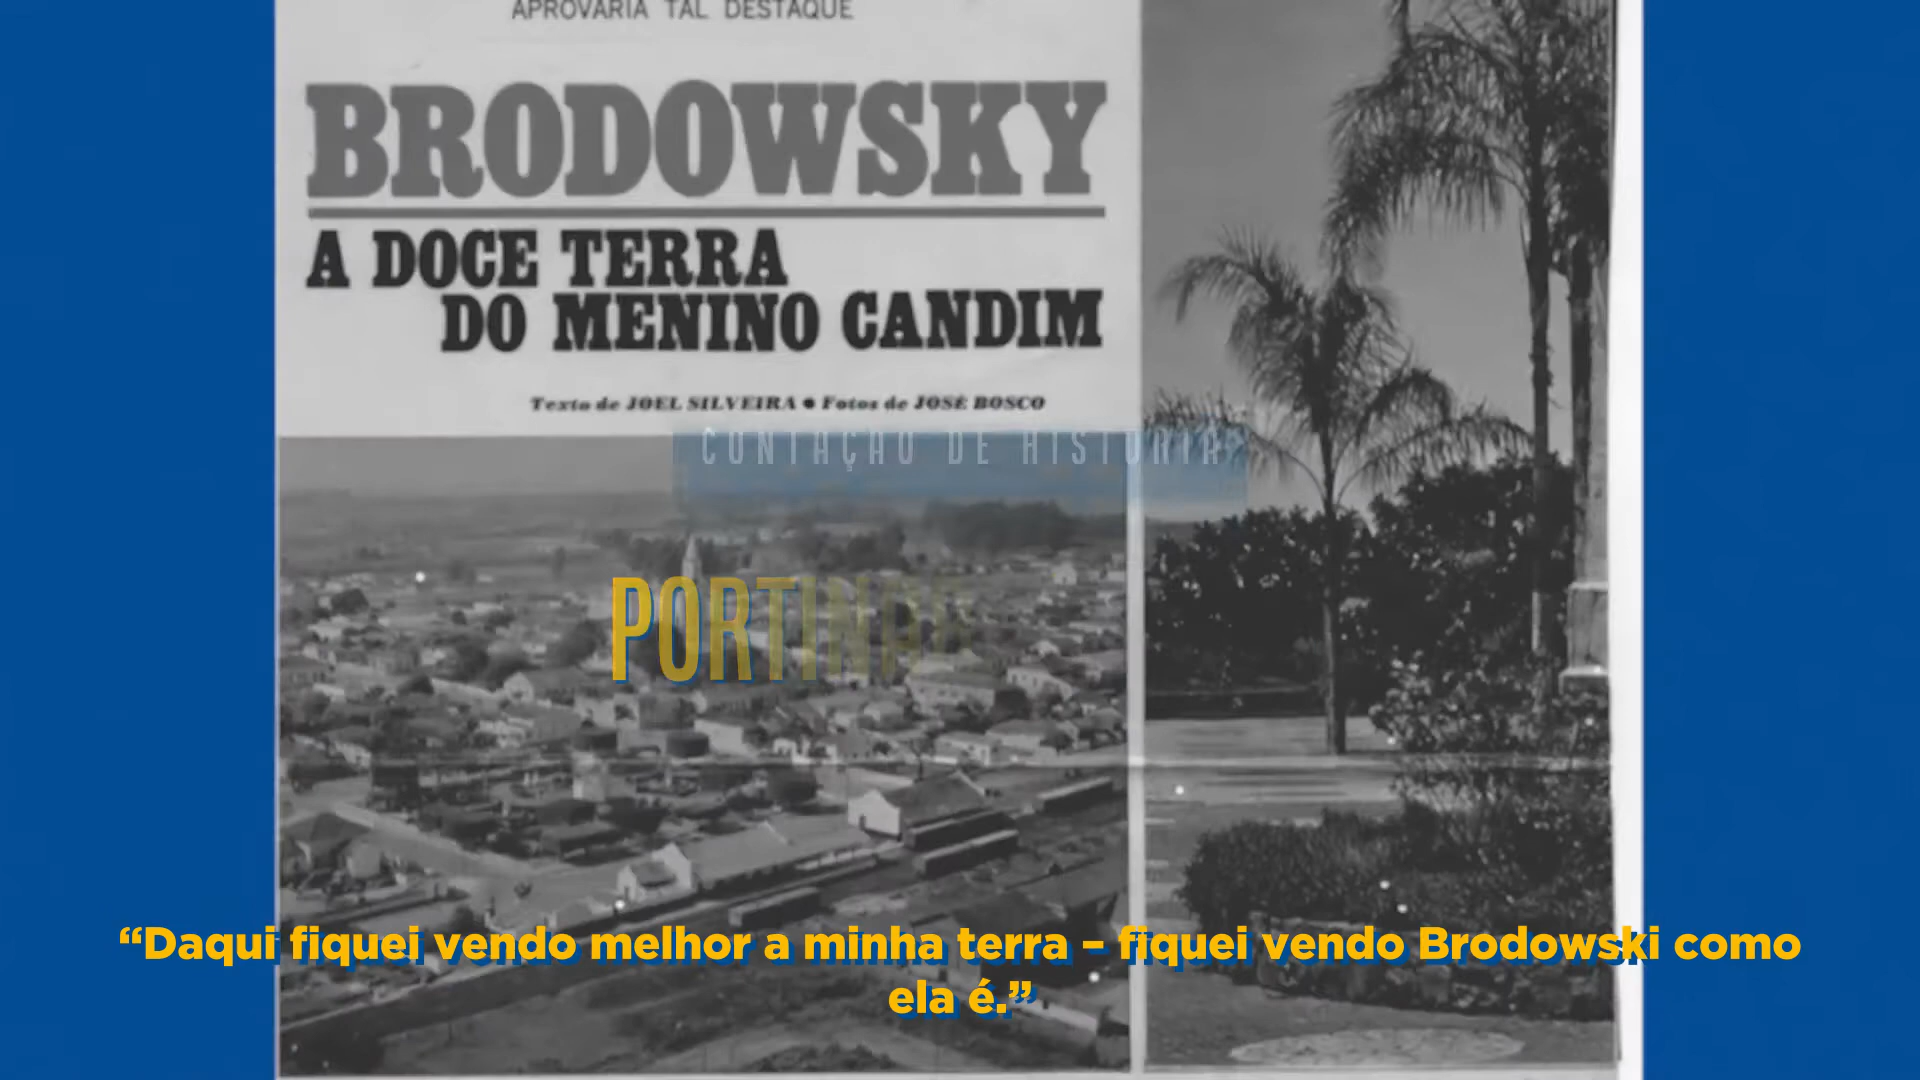 APROVARIA TAL DESTAQUE
BRODOWSKY
A DOCE TERRA
DO MENINO CANDIM
Texto de JOEL SILVEIRA • Fotos de JOSÉ BOSCO
CONTAÇÃO DE HISTÓRIA
PORTINAR
“Daqui fiquei vendo melhor a minha terra – fiquei vendo Brodowski como
ela é.”